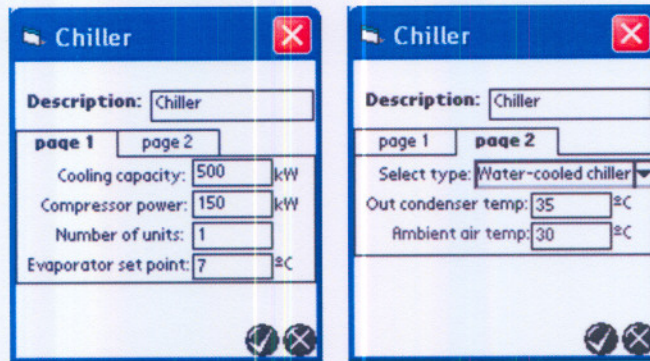 Chiller
Description: Chiller
page 1 page 2
Cooling capacity: 500 kW
Compressor power: 150 kW
Number of units: 1
Evaporator set point: 7 ºC
Chiller
Description: Chiller
page 1 page 2
Select type: Water-cooled chiller
Out condenser temp: 35 ºC
Ambient air temp: 30 ºC